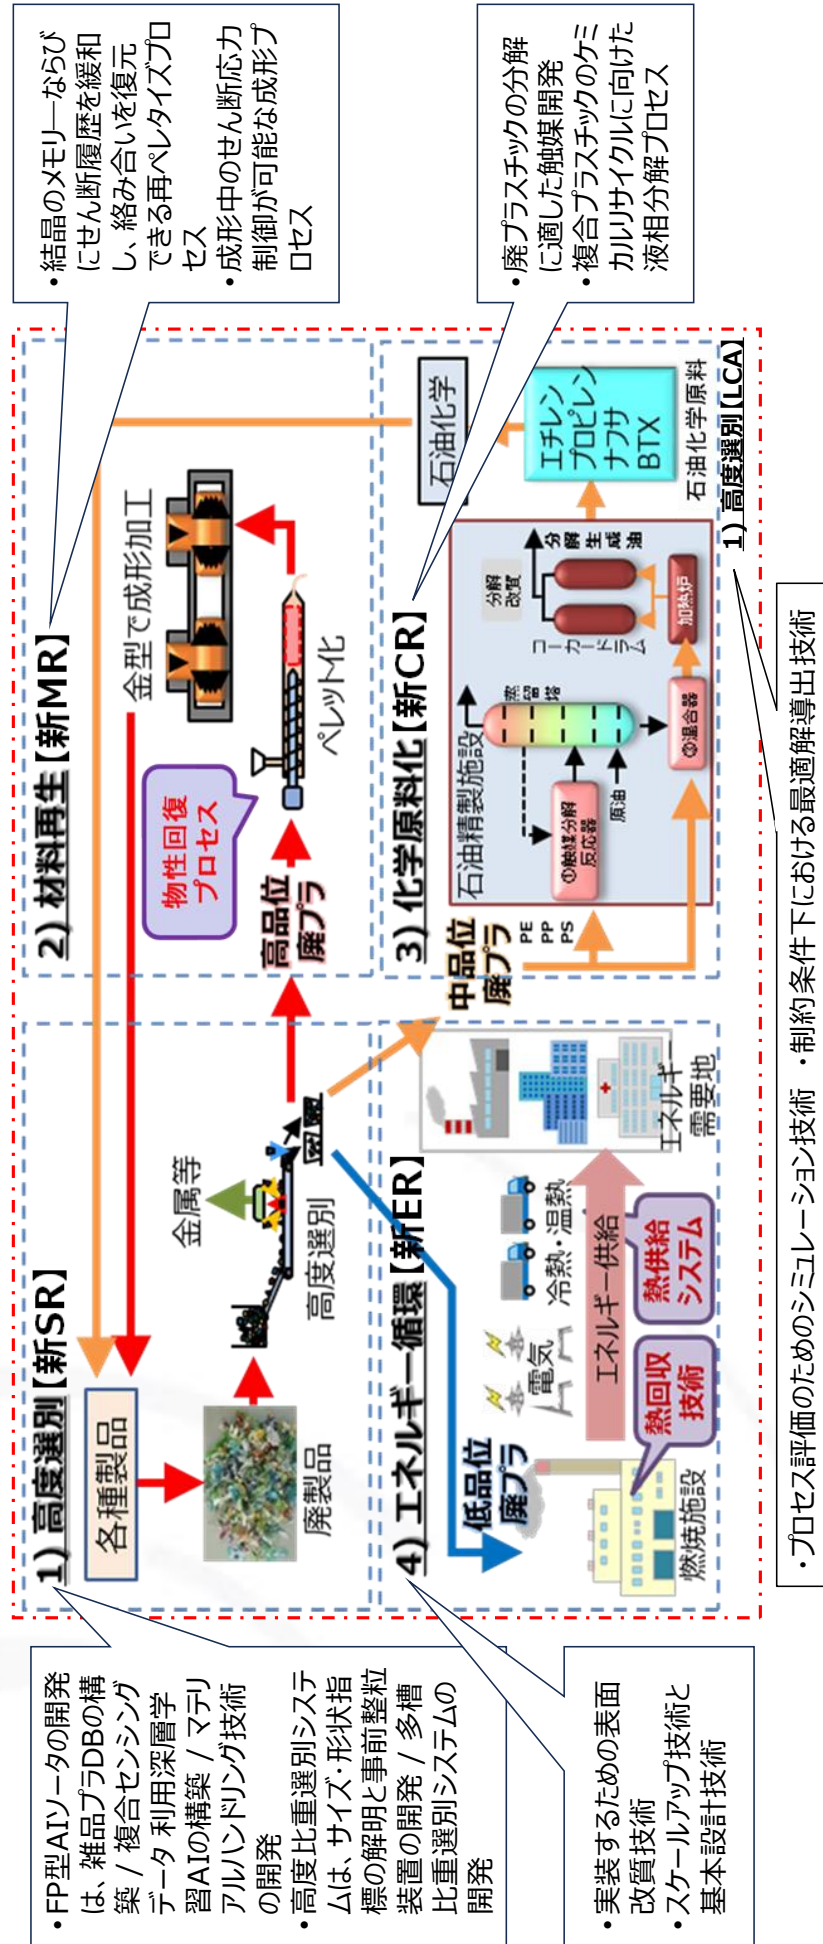 ・FP型AIソータの開発
は、雑品プラDBの構
築 / 複合センシング
データ 利用深層学
習AIの構築 / マテリ
アルハンドリング技術
の開発
・高度比重選別システ
ムは、サイズ・形状指
標の解明と事前整粒
装置の開発 / 多槽
比重選別システムの
開発
1) 高度選別【新SR】
各種製品
廃製品
金属等
高度選別
2) 材料再生【新MR】
物性回復
プロセス
高品位
廃プラ
金型で成形加工
ペレット化
・結晶のメモリーならび
にせん断履歴を緩和
し、絡み合いを復元
できる再ペレタイズプロ
セス
・成形中のせん断応力
制御が可能な成形プ
ロセス
・実装するための表面
改質技術
・スケールアップ技術と
基本設計技術
4) エネルギー循環【新ER】
低品位
廃プラ
燃焼施設
熱回収
技術
電気
冷熱・温熱
エネルギー供給
熱供給
システム
エネルギー
需要地
3) 化学原料化【新CR】
中品位
廃プラ
PE
PP
PS
石油精製施設
①触媒分解
反応器
原油
蒸留塔
②混合器
加熱炉
コーカードラム
分解
改質
分解生成油
石油化学
エチレン
プロピレン
ナフサ
BTX
石油化学原料
・廃プラスチックの分解
に適した触媒開発
・複合プラスチックのケミ
カルリサイクルに向けた
液相分解プロセス
1) 高度選別【LCA】
・プロセス評価のためのシミュレーション技術 ・制約条件下における最適解導出技術